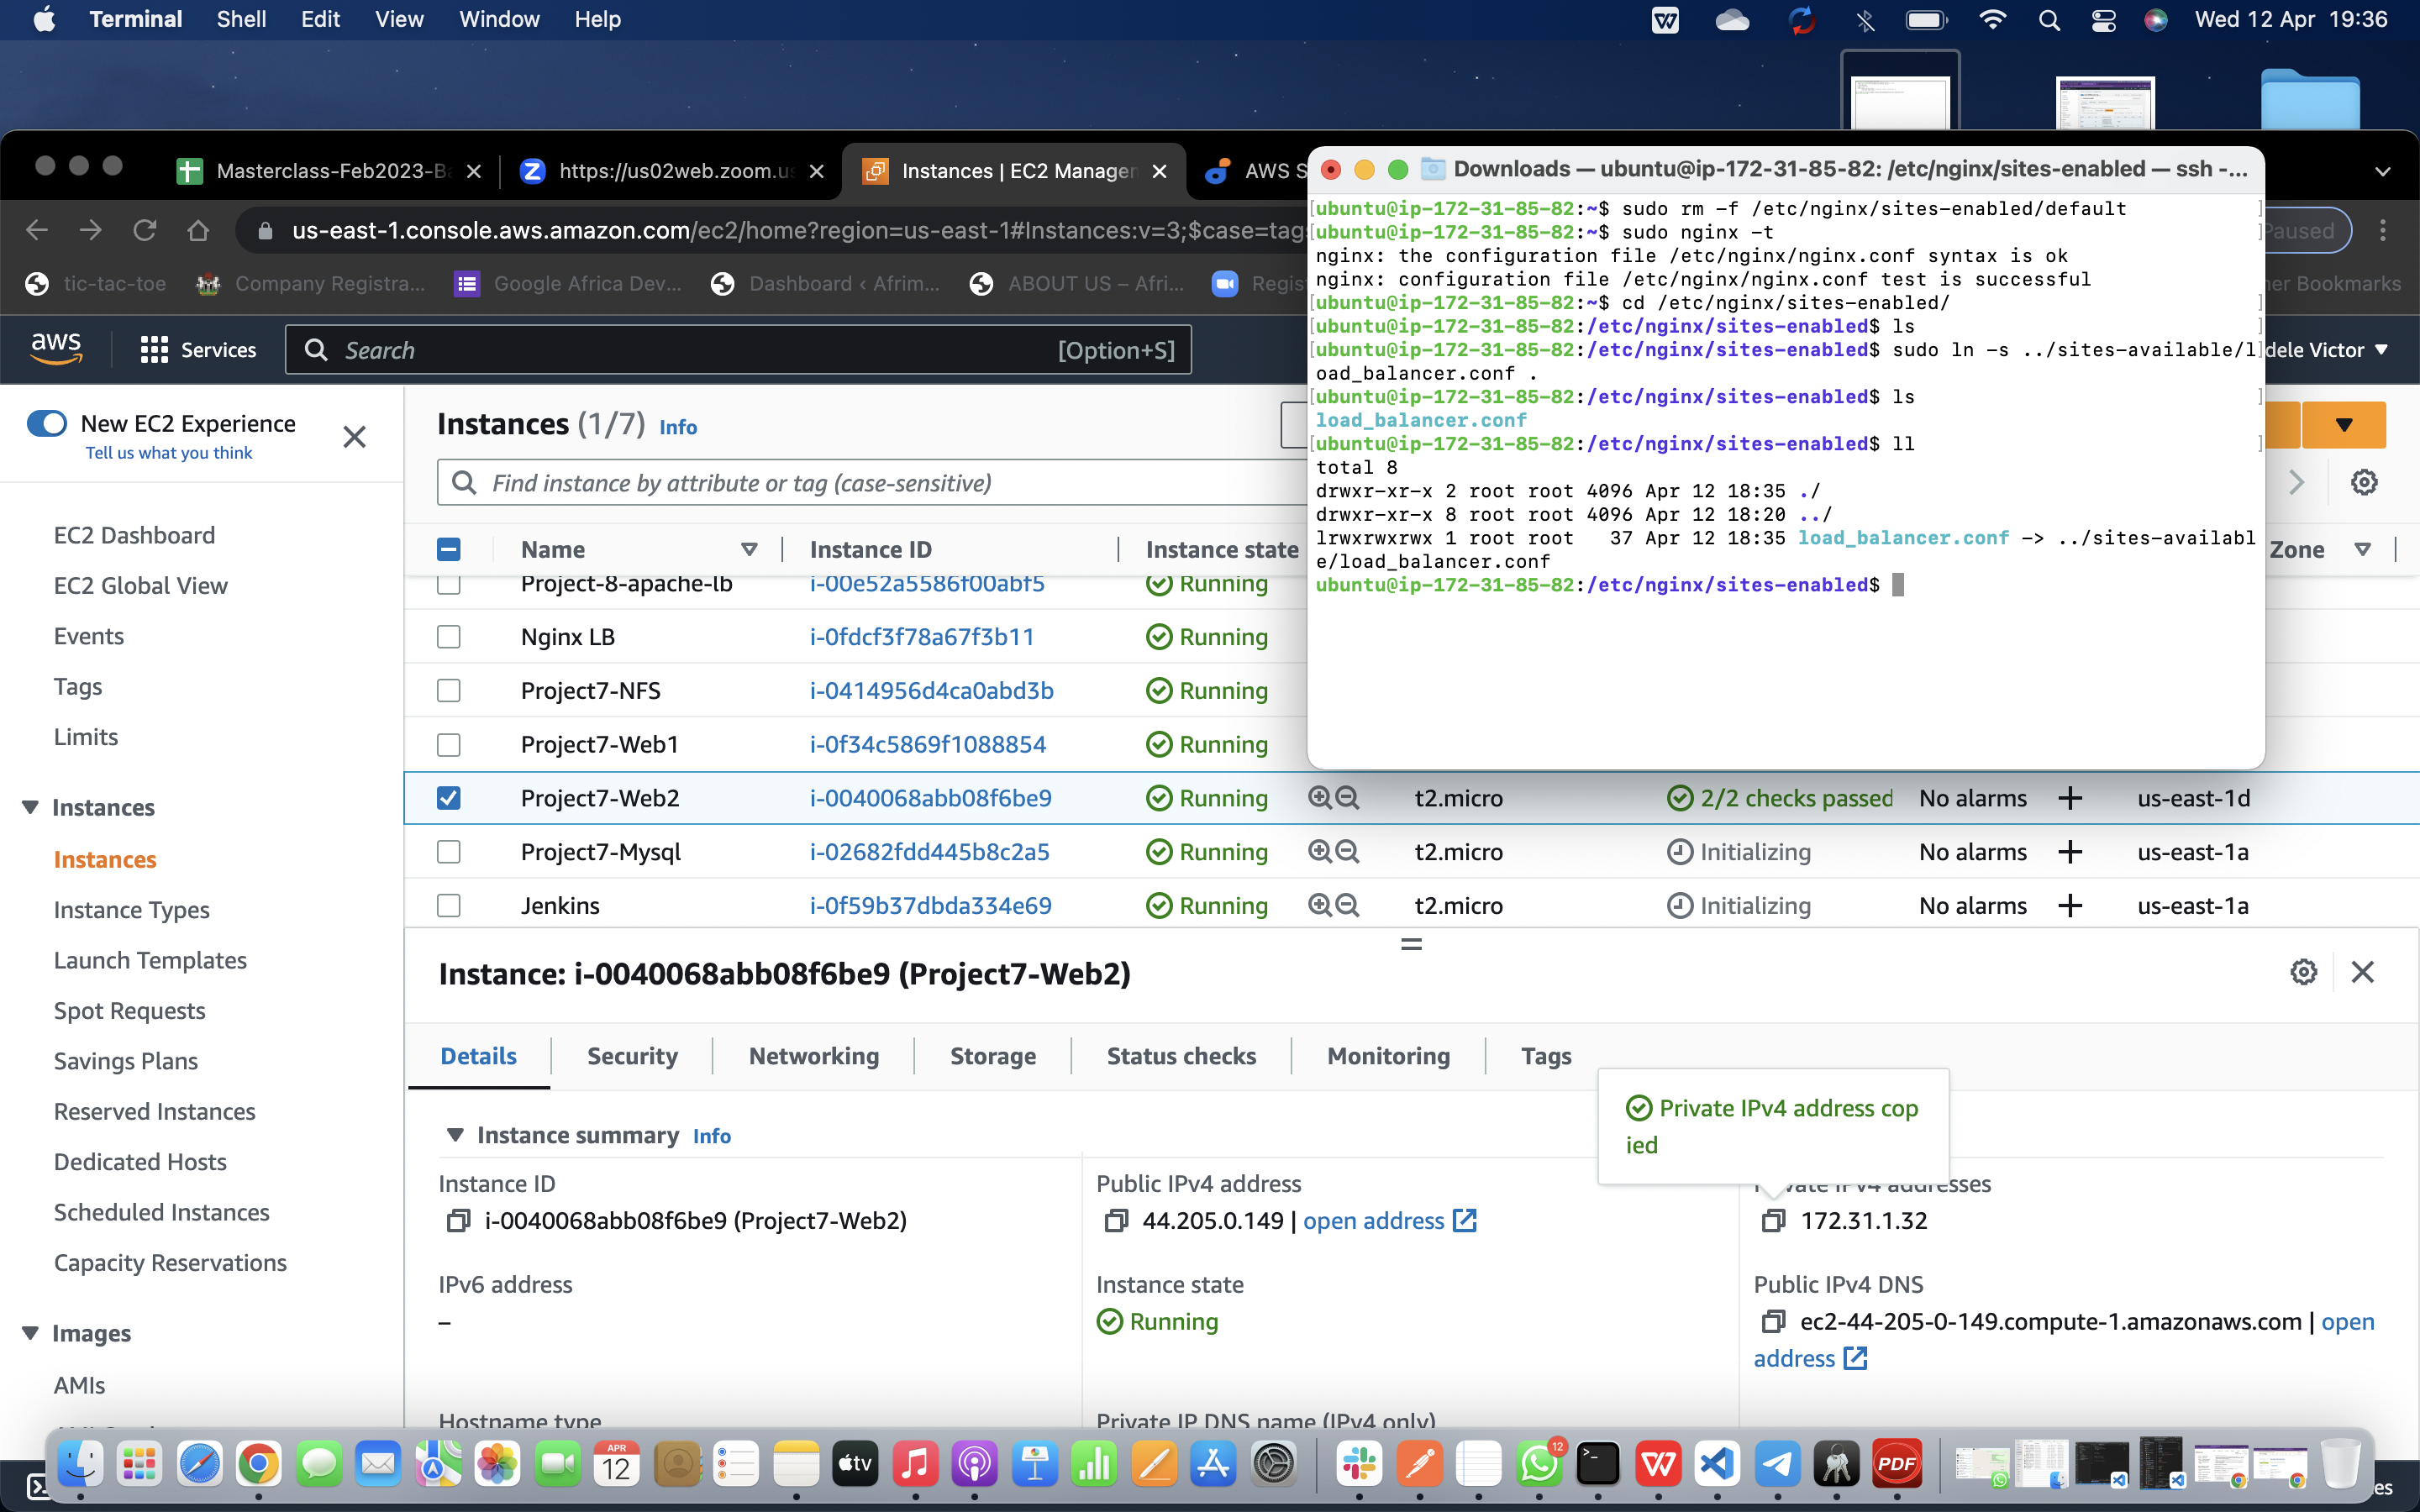 Terminal Shell Edit View Window Help Wed 12 Apr 19:36
Masterclass-Feb2023-Ba https://us02web.zoom.us Instances | EC2 Managem AWS S
us-east-1.console.aws.amazon.com/ec2/home?region=us-east-1#Instances:v=3;$case=tags Paused
tic-tac-toe Company Registra... Google Africa Dev... Dashboard ‹ Afrim... ABOUT US – Afri... Regis Bookmarks
aws Services Search [Option+S] dele Victor
New EC2 Experience
Tell us what you think
EC2 Dashboard
EC2 Global View
Events
Tags
Limits
Instances
Instances
Instance Types
Launch Templates
Spot Requests
Savings Plans
Reserved Instances
Dedicated Hosts
Scheduled Instances
Capacity Reservations
Images
AMIs
Instances (1/7) Info
Find instance by attribute or tag (case-sensitive)
Name Instance ID Instance state Zone
Project-8-apache-lb i-00e52a5586f00abf5 Running
Nginx LB i-0fdcf3f78a67f3b11 Running
Project7-NFS i-0414956d4ca0abd3b Running
Project7-Web1 i-0f34c5869f1088854 Running
Project7-Web2 i-0040068abb08f6be9 Running t2.micro 2/2 checks passed No alarms + us-east-1d
Project7-Mysql i-02682fdd445b8c2a5 Running t2.micro Initializing No alarms + us-east-1a
Jenkins i-0f59b37dbda334e69 Running t2.micro Initializing No alarms + us-east-1a
Downloads — ubuntu@ip-172-31-85-82: /etc/nginx/sites-enabled — ssh -...
ubuntu@ip-172-31-85-82:~$ sudo rm -f /etc/nginx/sites-enabled/default
ubuntu@ip-172-31-85-82:~$ sudo nginx -t
nginx: the configuration file /etc/nginx/nginx.conf syntax is ok
nginx: configuration file /etc/nginx/nginx.conf test is successful
ubuntu@ip-172-31-85-82:~$ cd /etc/nginx/sites-enabled/
ubuntu@ip-172-31-85-82:/etc/nginx/sites-enabled$ ls
ubuntu@ip-172-31-85-82:/etc/nginx/sites-enabled$ sudo ln -s ../sites-available/l
oad_balancer.conf .
ubuntu@ip-172-31-85-82:/etc/nginx/sites-enabled$ ls
load_balancer.conf
ubuntu@ip-172-31-85-82:/etc/nginx/sites-enabled$ ll
total 8
drwxr-xr-x 2 root root 4096 Apr 12 18:35 ./
drwxr-xr-x 8 root root 4096 Apr 12 18:20 ../
lrwxrwxrwx 1 root root 37 Apr 12 18:35 load_balancer.conf -> ../sites-availabl
e/load_balancer.conf
ubuntu@ip-172-31-85-82:/etc/nginx/sites-enabled$
Instance: i-0040068abb08f6be9 (Project7-Web2)
Details Security Networking Storage Status checks Monitoring Tags
Private IPv4 address cop
ied
Instance summary Info
Instance ID
i-0040068abb08f6be9 (Project7-Web2)
Public IPv4 address
44.205.0.149 | open address
Private IPv4 addresses
172.31.1.32
IPv6 address
–
Instance state
Running
Public IPv4 DNS
ec2-44-205-0-149.compute-1.amazonaws.com | open
address
Hostname type
Private IP DNS name (IPv4 only)
APR
12
tv
12
PDF